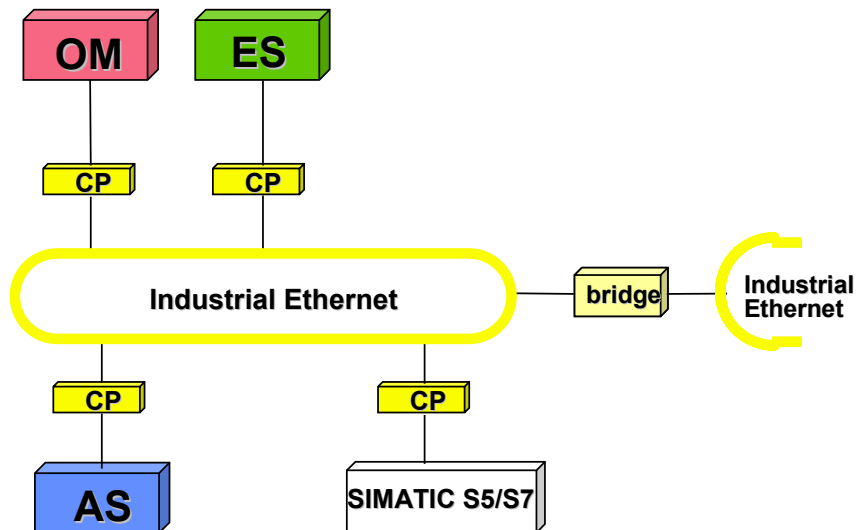 OM
ES
CP
CP
Industrial Ethernet
bridge
Industrial
Ethernet
CP
CP
AS
SIMATIC S5/S7